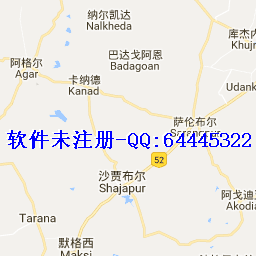 纳尔凯达
Nalkheda
库杰
Khujn
巴达戈阿恩
Badagoan
阿格尔
Agar
卡纳德
Kanad
Udank
萨伦布尔
软件未注册-QQ:64445322
52
沙贾布尔
Shajapur
阿戈迪
Akodia
Tarana
默格西
Maksi